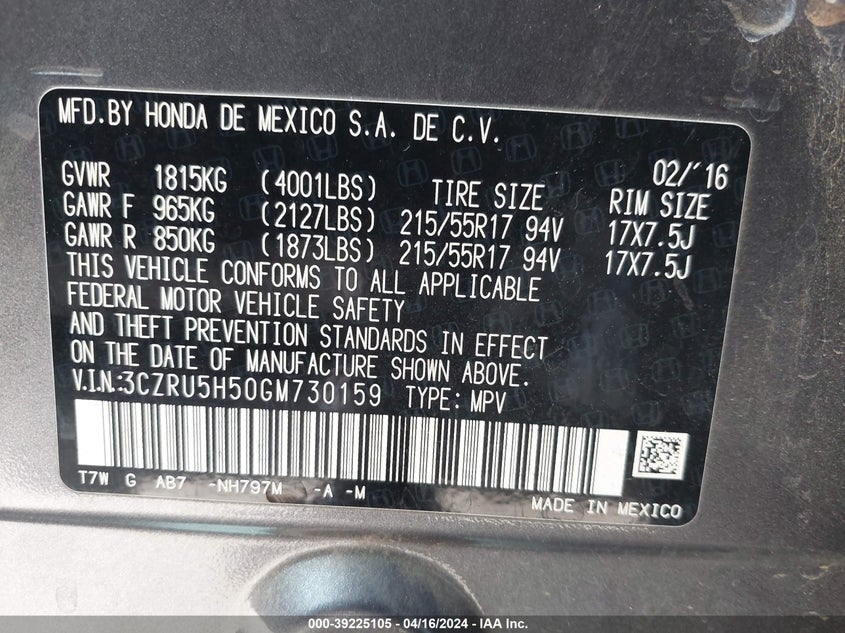 MFD.BY HONDA DE MEXICO S.A. DE C.V.
02/'16
GVWR 1815KG (4001LBS) TIRE SIZE RIM SIZE
GAWR F 965KG (2127LBS) 215/55R17 94V 17X7.5J
GAWR R 850KG (1873LBS) 215/55R17 94V 17X7.5J
THIS VEHICLE CONFORMS TO ALL APPLICABLE
FEDERAL MOTOR VEHICLE SAFETY
AND THEFT PREVENTION STANDARDS IN EFFECT
ON THE DATE OF MANUFACTURE SHOWN ABOVE.
V.I.N.:3CZRU5H50GM730159 TYPE: MPV
T7W G AB7 -NH797M -A -M
MADE IN MEXICO
000-39225105 - 04/16/2024 - IAA Inc.